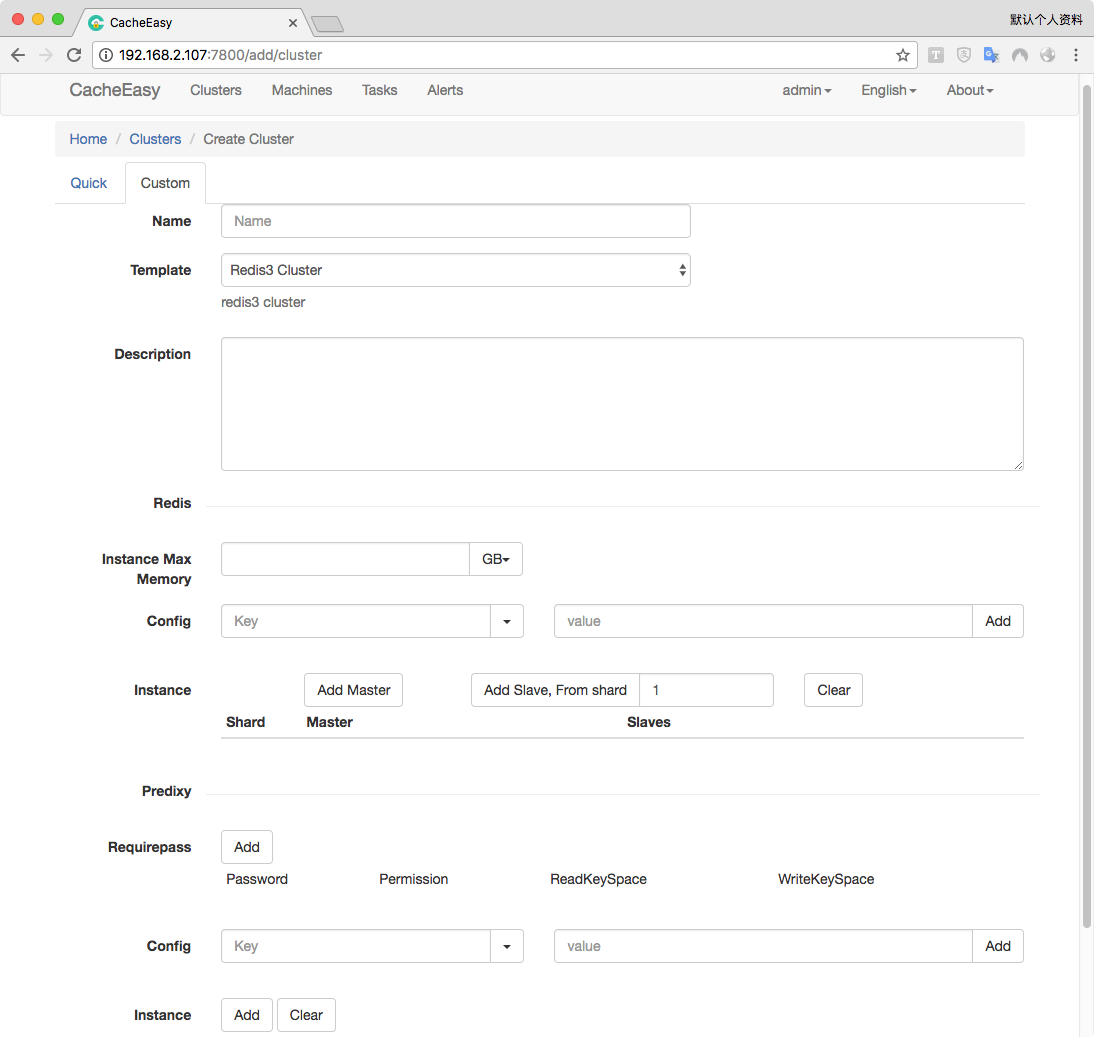 CacheEasy
默认个人资料
192.168.2.107:7800/add/cluster
CacheEasy Clusters Machines Tasks Alerts admin English About
Home / Clusters / Create Cluster
Quick Custom
Name Name
Template Redis3 Cluster
redis3 cluster
Description
Redis
Instance Max
Memory
GB
Config Key value Add
Instance Add Master Add Slave, From shard 1 Clear
Shard Master Slaves
Predixy
Requirepass Add
Password Permission ReadKeySpace WriteKeySpace
Config Key value Add
Instance Add Clear